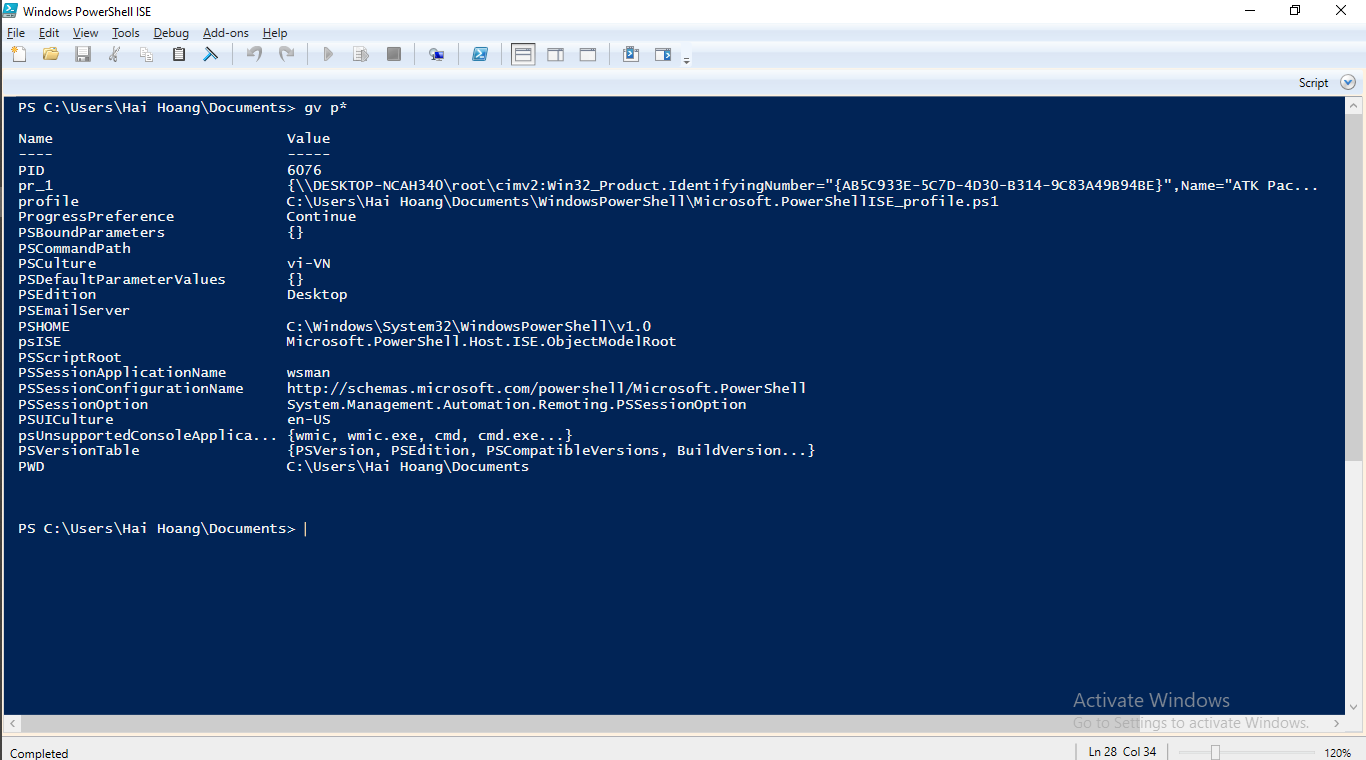 Windows PowerShell ISE
File Edit View Tools Debug Add-ons Help
Script
PS C:\Users\Hai Hoang\Documents> gv p*
Name Value
---- -----
PID 6076
pr_1 {\\DESKTOP-NCAH340\root\cimv2:Win32_Product.IdentifyingNumber="{AB5C933E-5C7D-4D30-B314-9C83A49B94BE}",Name="ATK Pac...
profile C:\Users\Hai Hoang\Documents\WindowsPowerShell\Microsoft.PowerShellISE_profile.ps1
ProgressPreference Continue
PSBoundParameters {}
PSCommandPath
PSCulture vi-VN
PSDefaultParameterValues {}
PSEdition Desktop
PSEmailServer
PSHOME C:\Windows\System32\WindowsPowerShell\v1.0
psISE Microsoft.PowerShell.Host.ISE.ObjectModelRoot
PSScriptRoot
PSSessionApplicationName wsman
PSSessionConfigurationName http://schemas.microsoft.com/powershell/Microsoft.PowerShell
PSSessionOption System.Management.Automation.Remoting.PSSessionOption
PSUICulture en-US
psUnsupportedConsoleApplica... {wmic, wmic.exe, cmd, cmd.exe...}
PSVersionTable {PSVersion, PSEdition, PSCompatibleVersions, BuildVersion...}
PWD C:\Users\Hai Hoang\Documents
PS C:\Users\Hai Hoang\Documents>
Activate Windows
Go to Settings to activate Windows.
Completed Ln 28 Col 34 120%